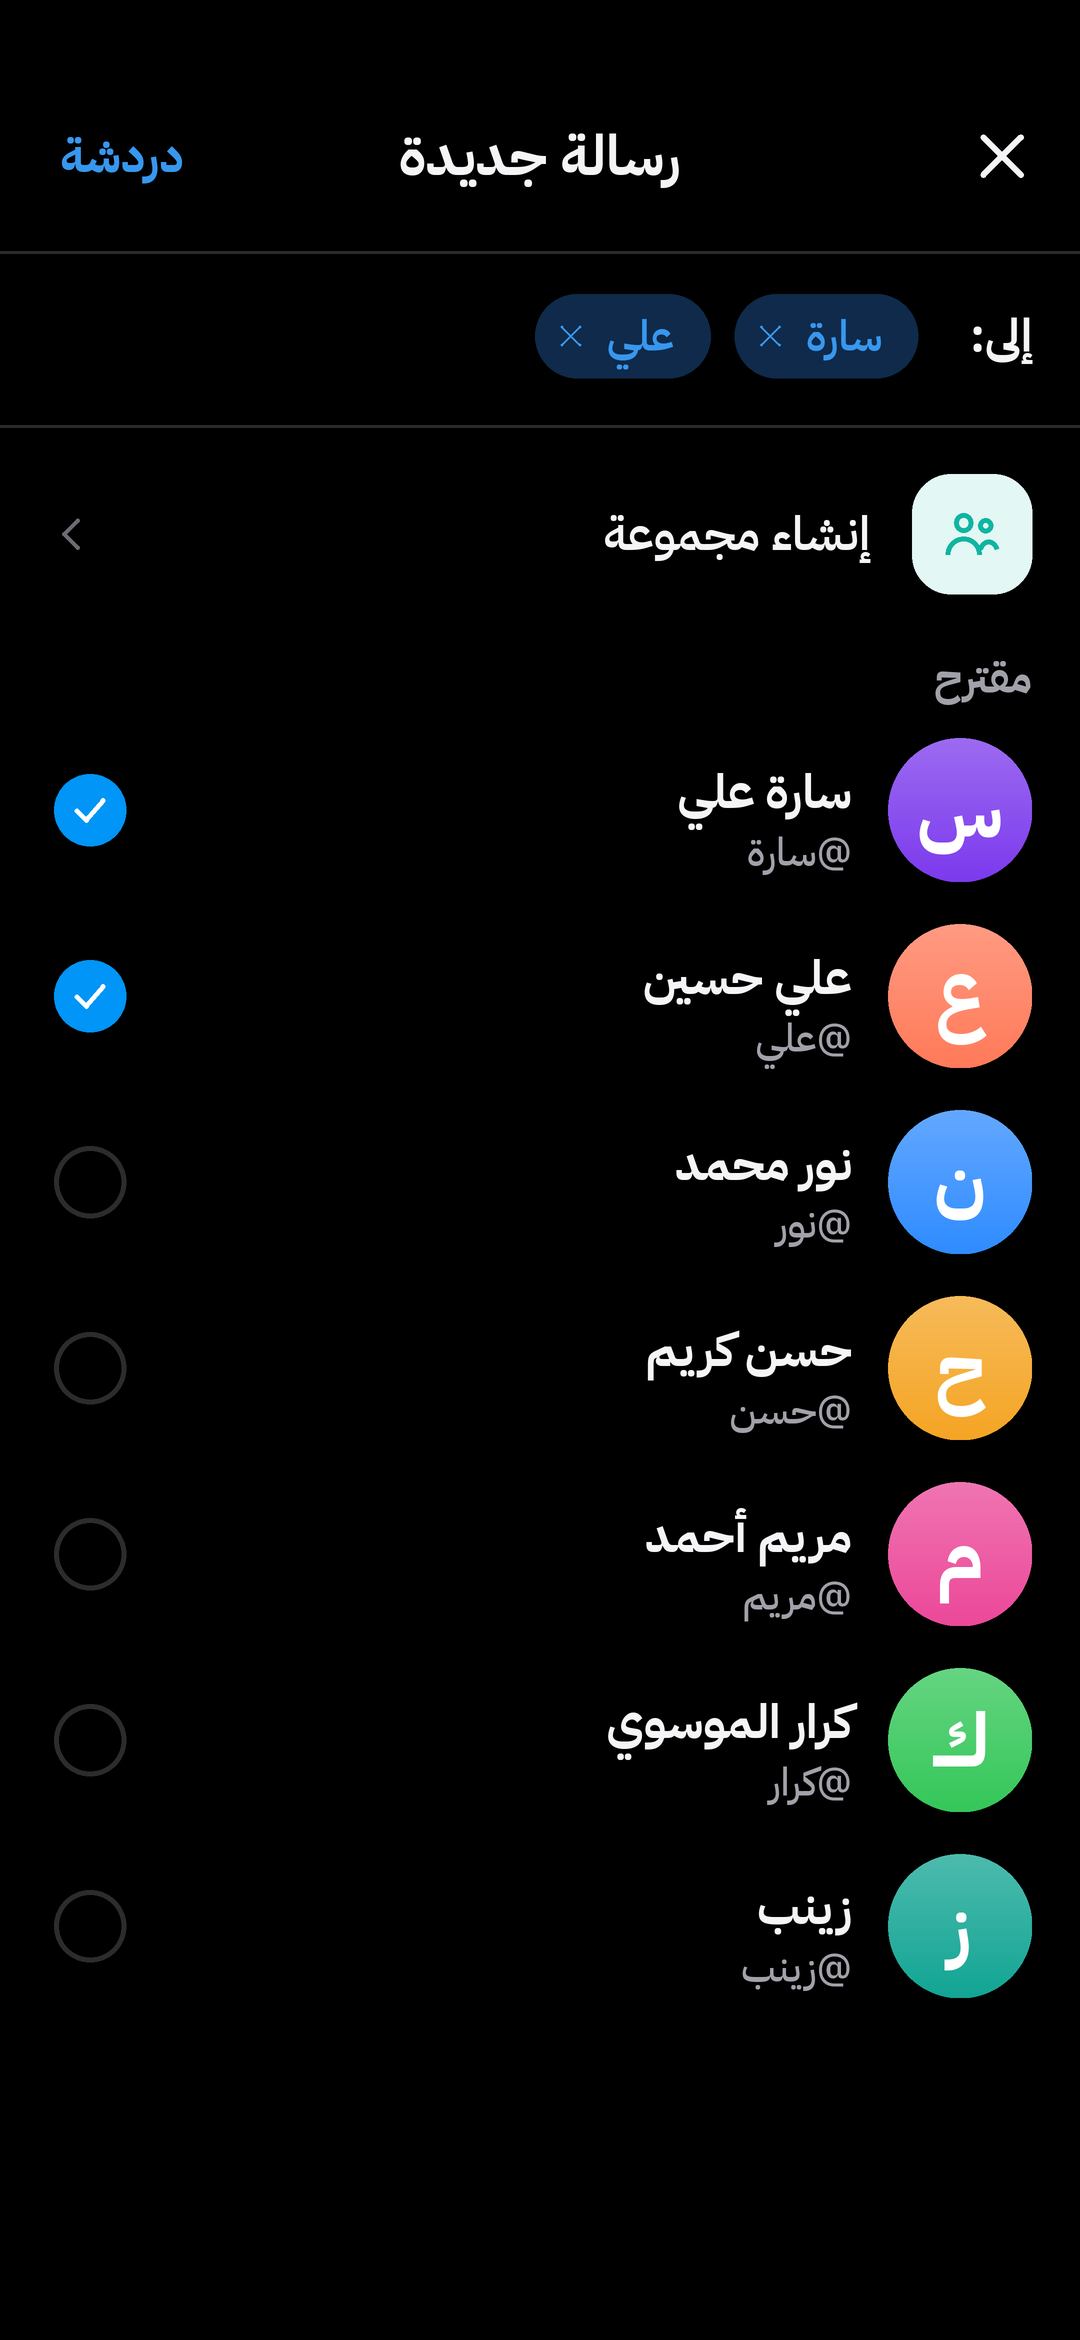 رسالة جديدة
دردشة
إلى:
سارة
علي
إنشاء مجموعة
مقترح
س
سارة علي
@سارة
ع
علي حسين
@علي
ن
نور محمد
@نور
ح
حسن كريم
@حسن
م
مريم أحمد
@مريم
ك
كرار الموسوي
@كرار
ز
زينب
@زينب